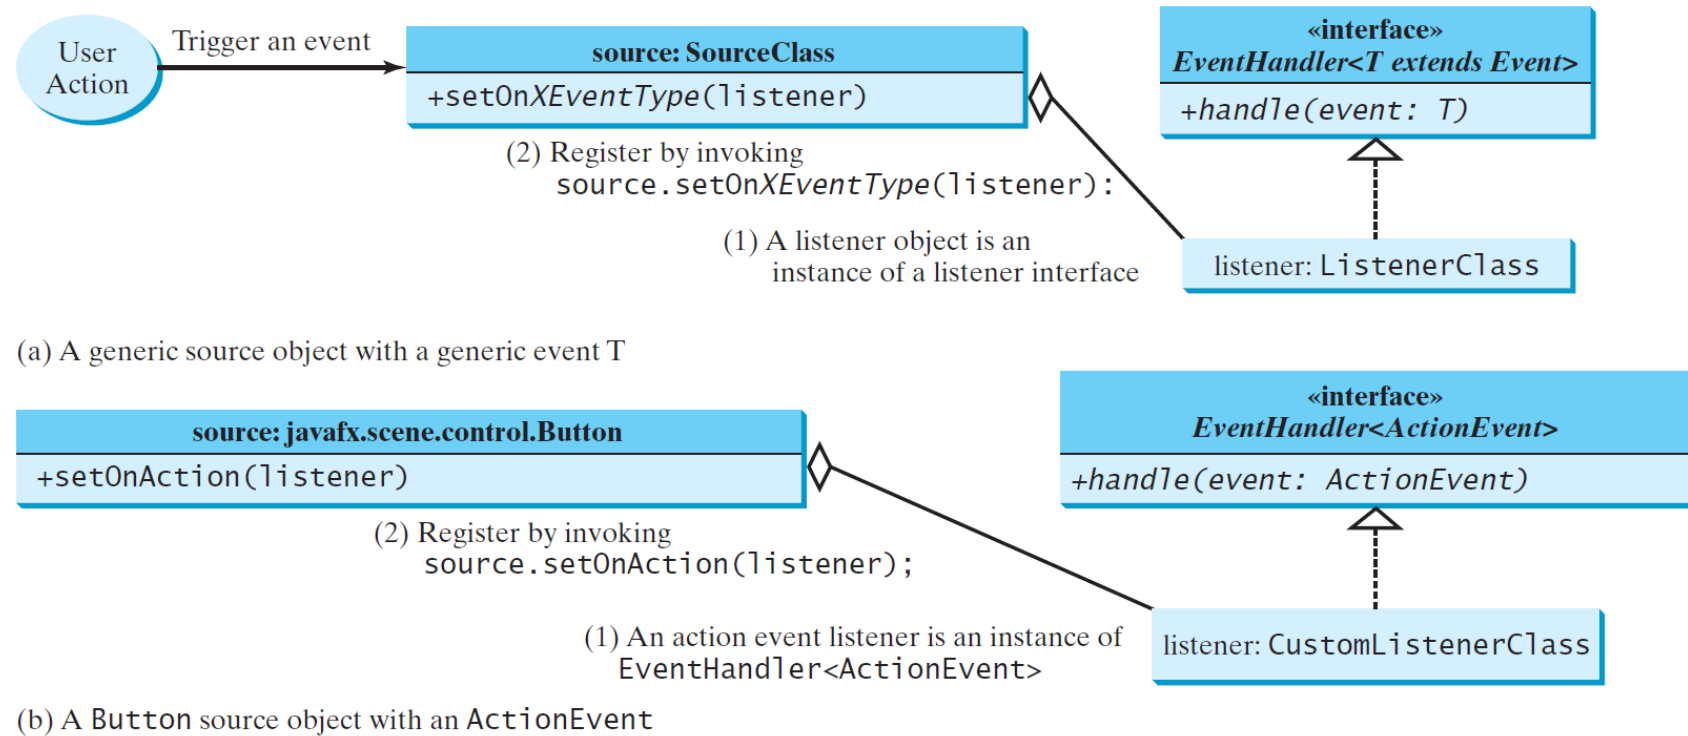 User
Action
Trigger an event
source: SourceClass
+setOnXEventType(listener)
«interface»
EventHandler<T extends Event>
+handle(event: T)
(2) Register by invoking
source.setOnXEventType(listener):
(1) A listener object is an
instance of a listener interface
listener: ListenerClass
(a) A generic source object with a generic event T
source: javafx.scene.control.Button
+setOnAction(listener)
«interface»
EventHandler<ActionEvent>
+handle(event: ActionEvent)
(2) Register by invoking
source.setOnAction(listener);
(1) An action event listener is an instance of
EventHandler<ActionEvent>
listener: CustomListenerClass
(b) A Button source object with an ActionEvent